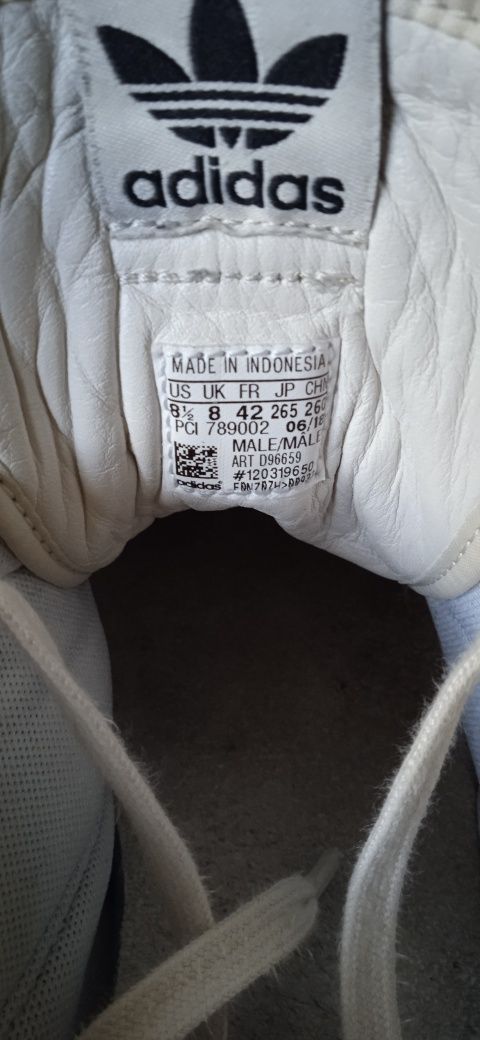 adidas
MADE IN INDONESIA
US UK FR JP CHN
8½ 8 42 265 260
PCI 789002 06/18
MALE/MÂLE
ART D96659
#120319650
adidas